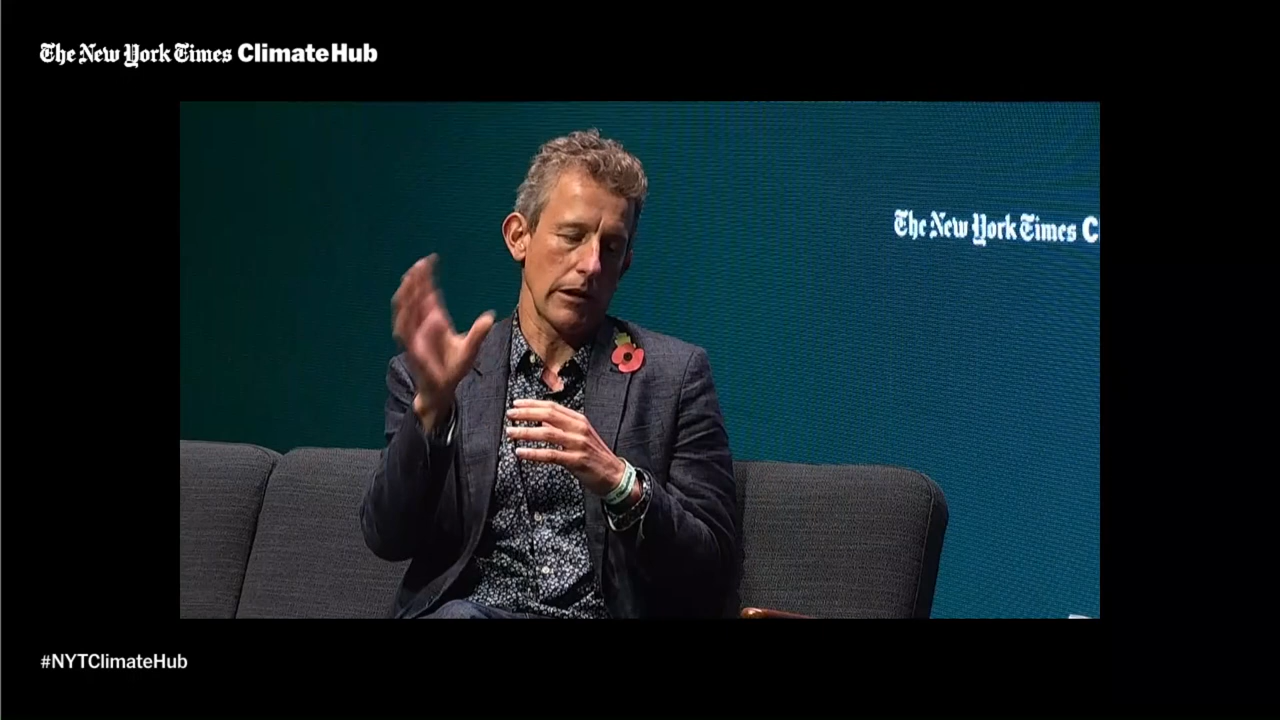 The New York Times Climate Hub
The New York Times C
#NYTClimateHub